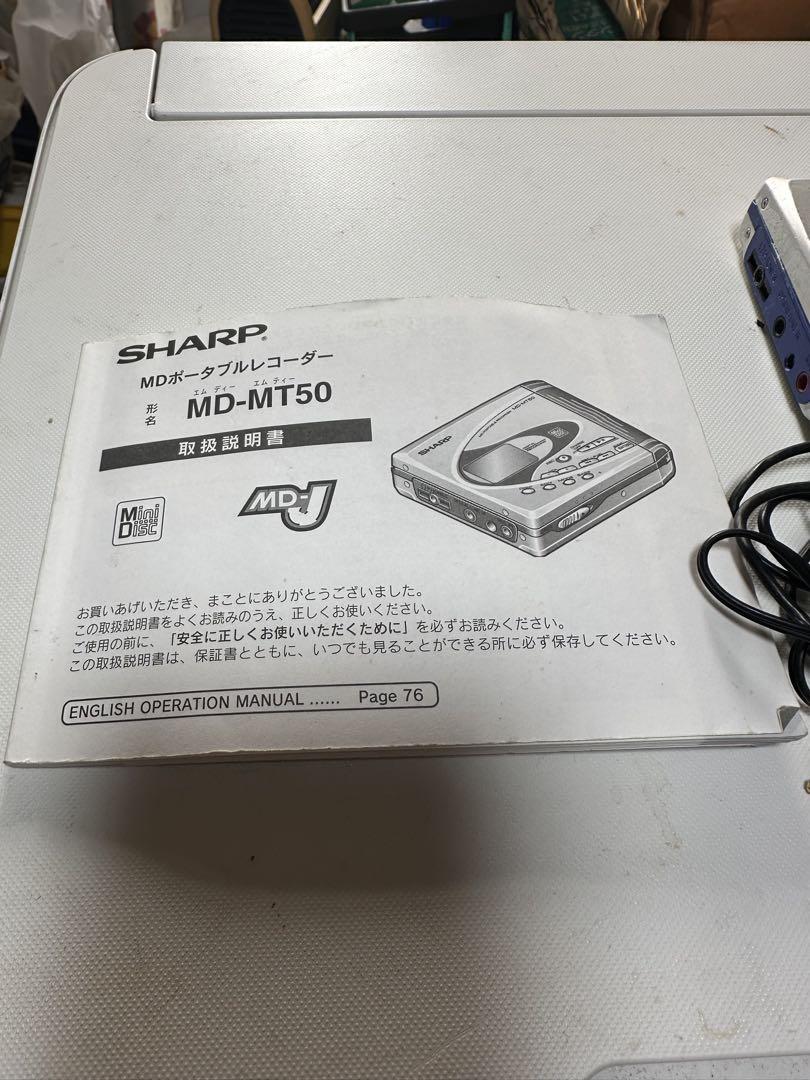 SHARP®
MDポータブルレコーダー
エム ディー エム ティー
形名 MD-MT50
取扱説明書
SHARP
MD-MT50
Mini Disc
MD-J
お買いあげいただき、まことにありがとうございました。
この取扱説明書をよくお読みのうえ、正しくお使いください。
ご使用の前に、「安全に正しくお使いいただくために」を必ずお読みください。
この取扱説明書は、保証書とともに、いつでも見ることができる所に必ず保存してください。
ENGLISH OPERATION MANUAL ...... Page 76